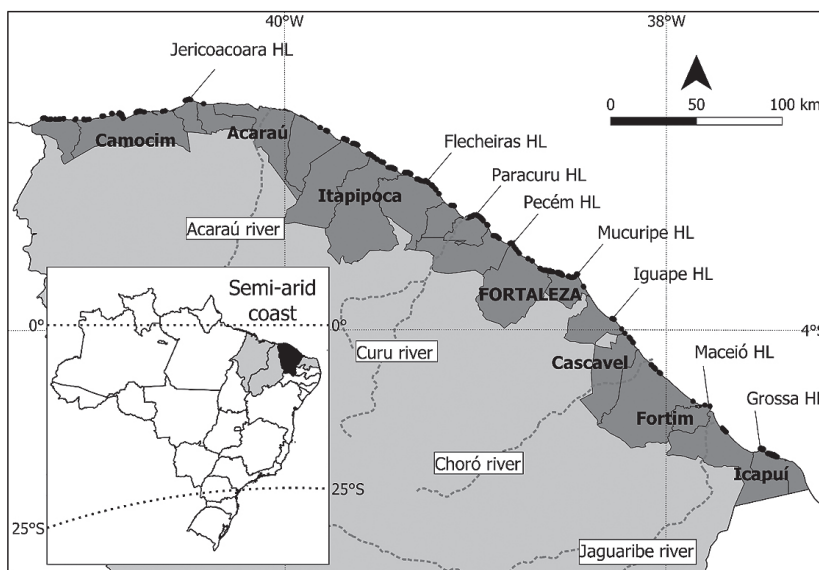 40°W
38°W
Jericoacoara HL
0
50
100 km
Camocim
Acaraú
Flecheiras HL
Paracuru HL
Itapipoca
Pecém HL
Acaraú river
Mucuripe HL
Iguape HL
Semi-arid
coast
FORTALEZA
0°
0°
4°S
Curu river
Cascavel
Maceió HL
Grossa HL
Fortim
Choró river
Icapuí
25°S
25°S
Jaguaribe river